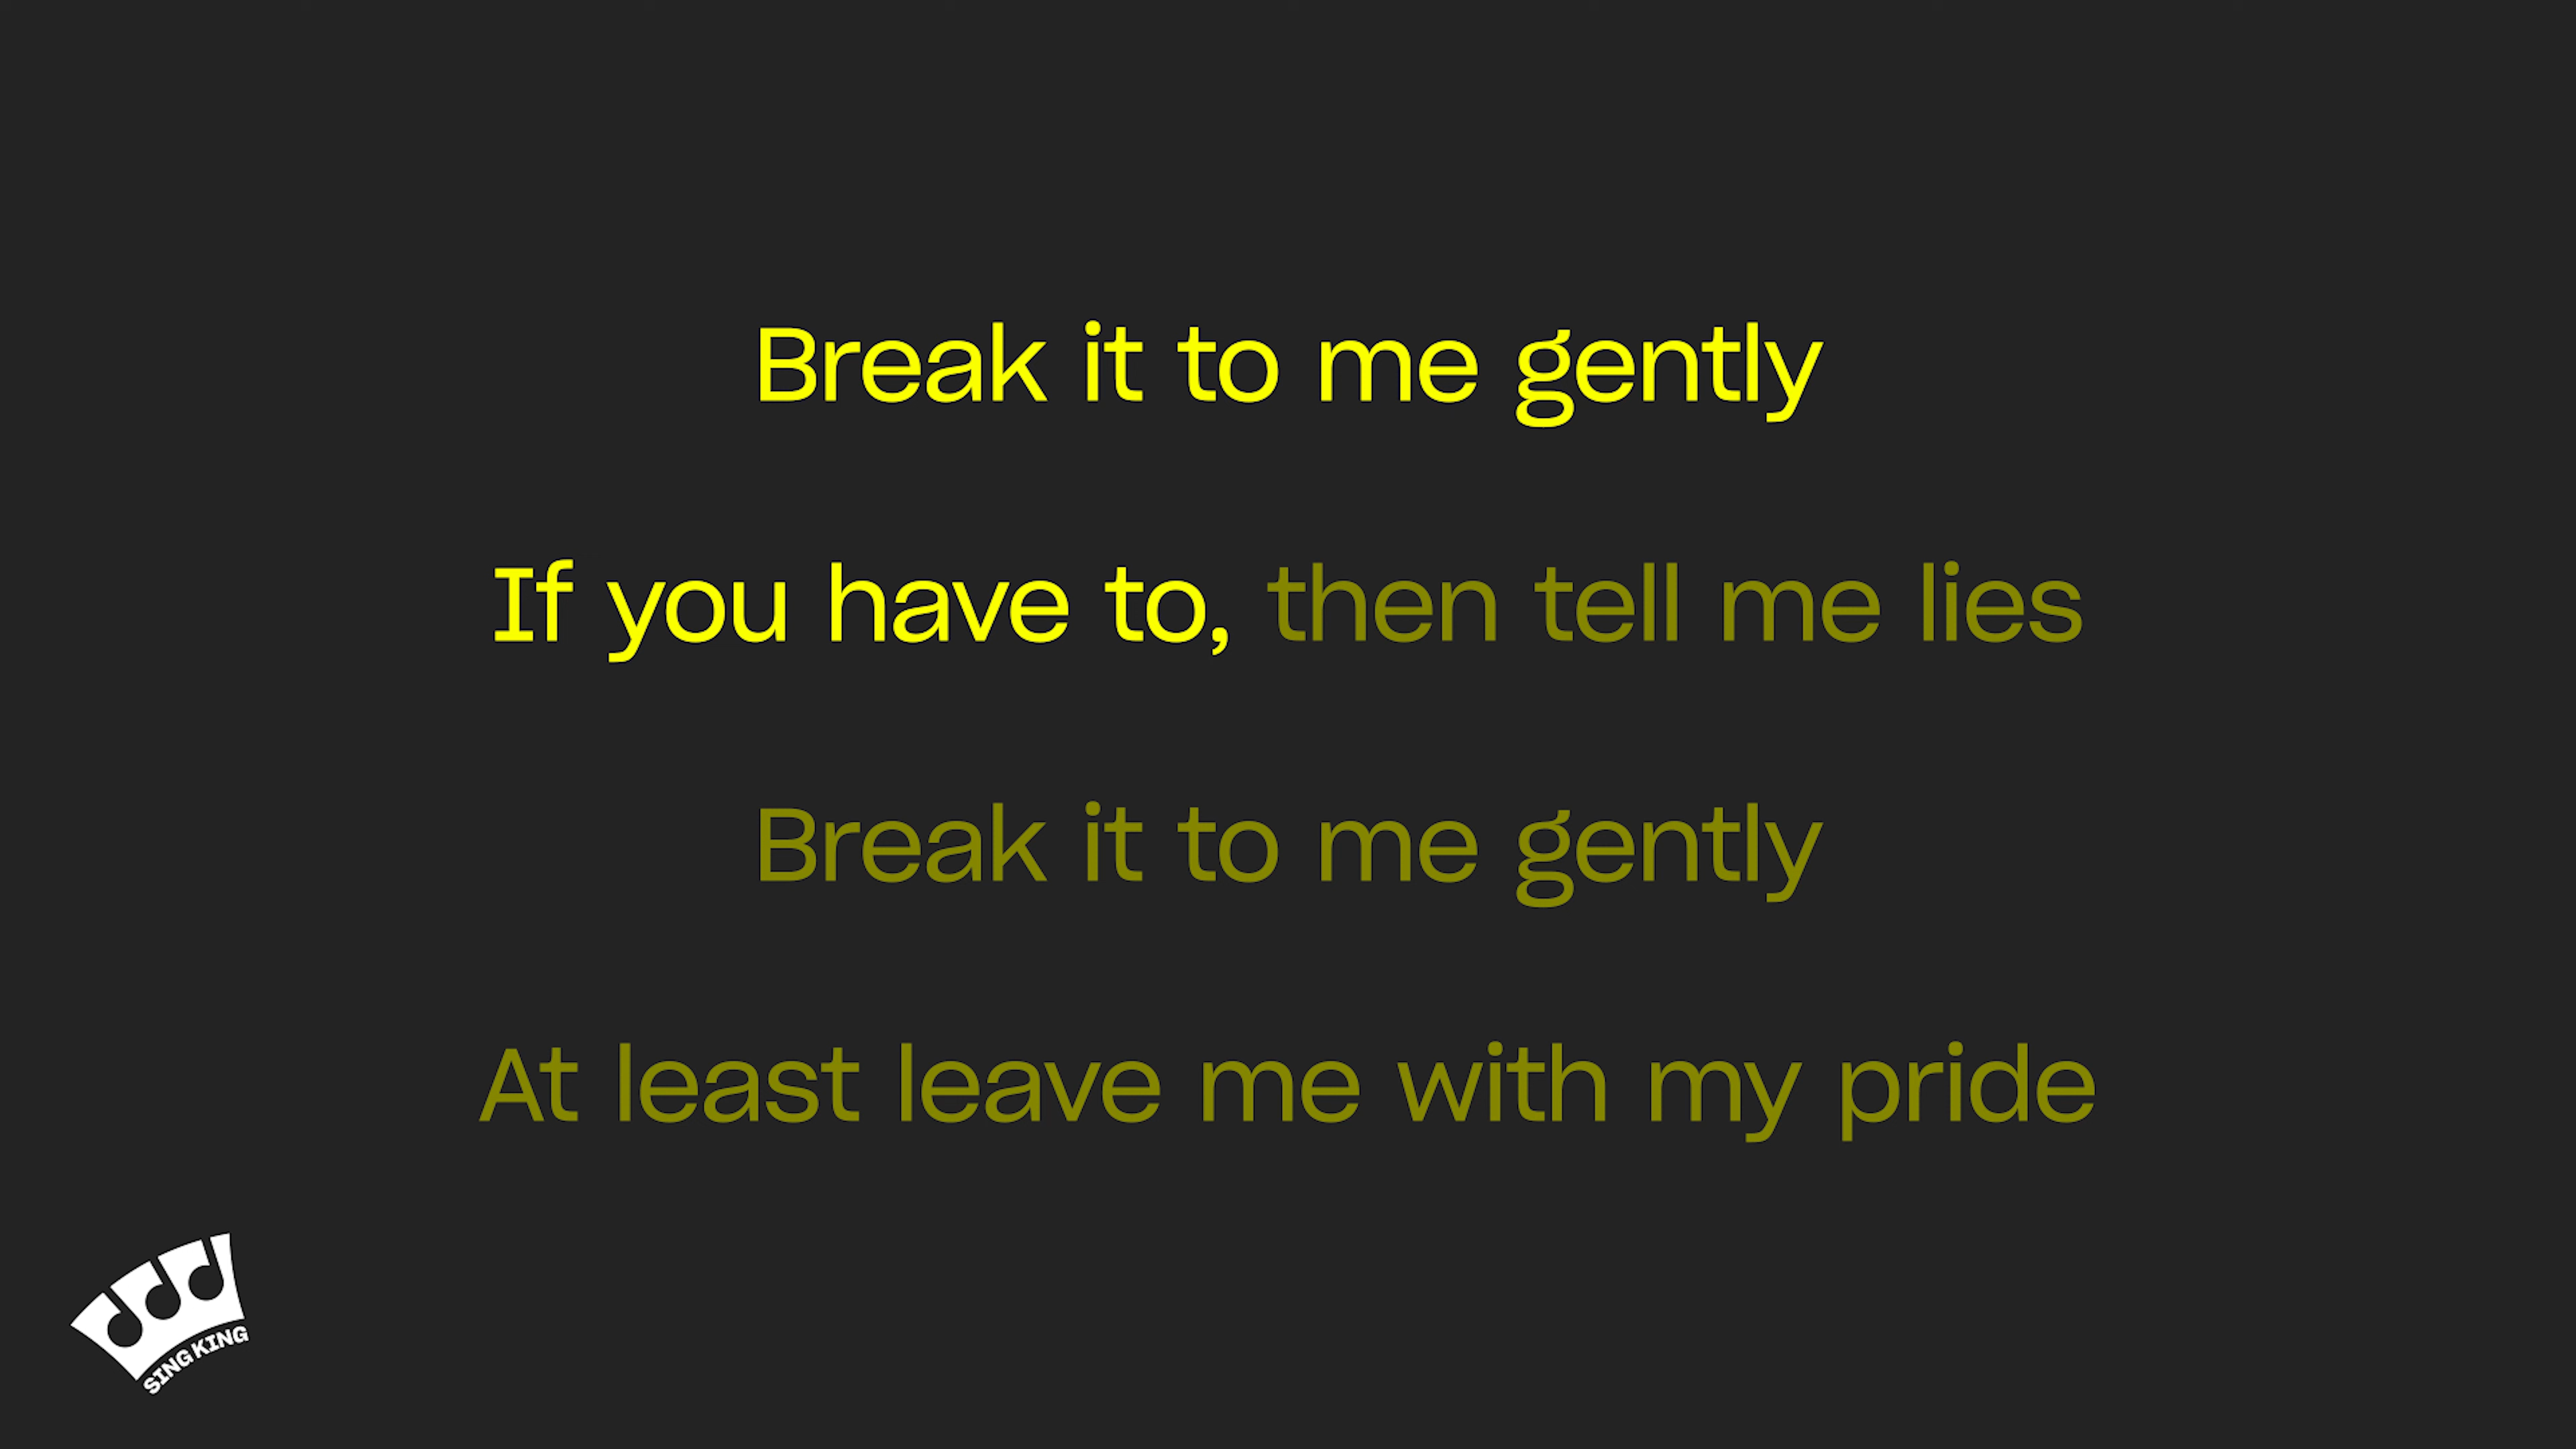 Break it to me gently
If you have to, then tell me lies
Break it to me gently
At least leave me with my pride
SING KING